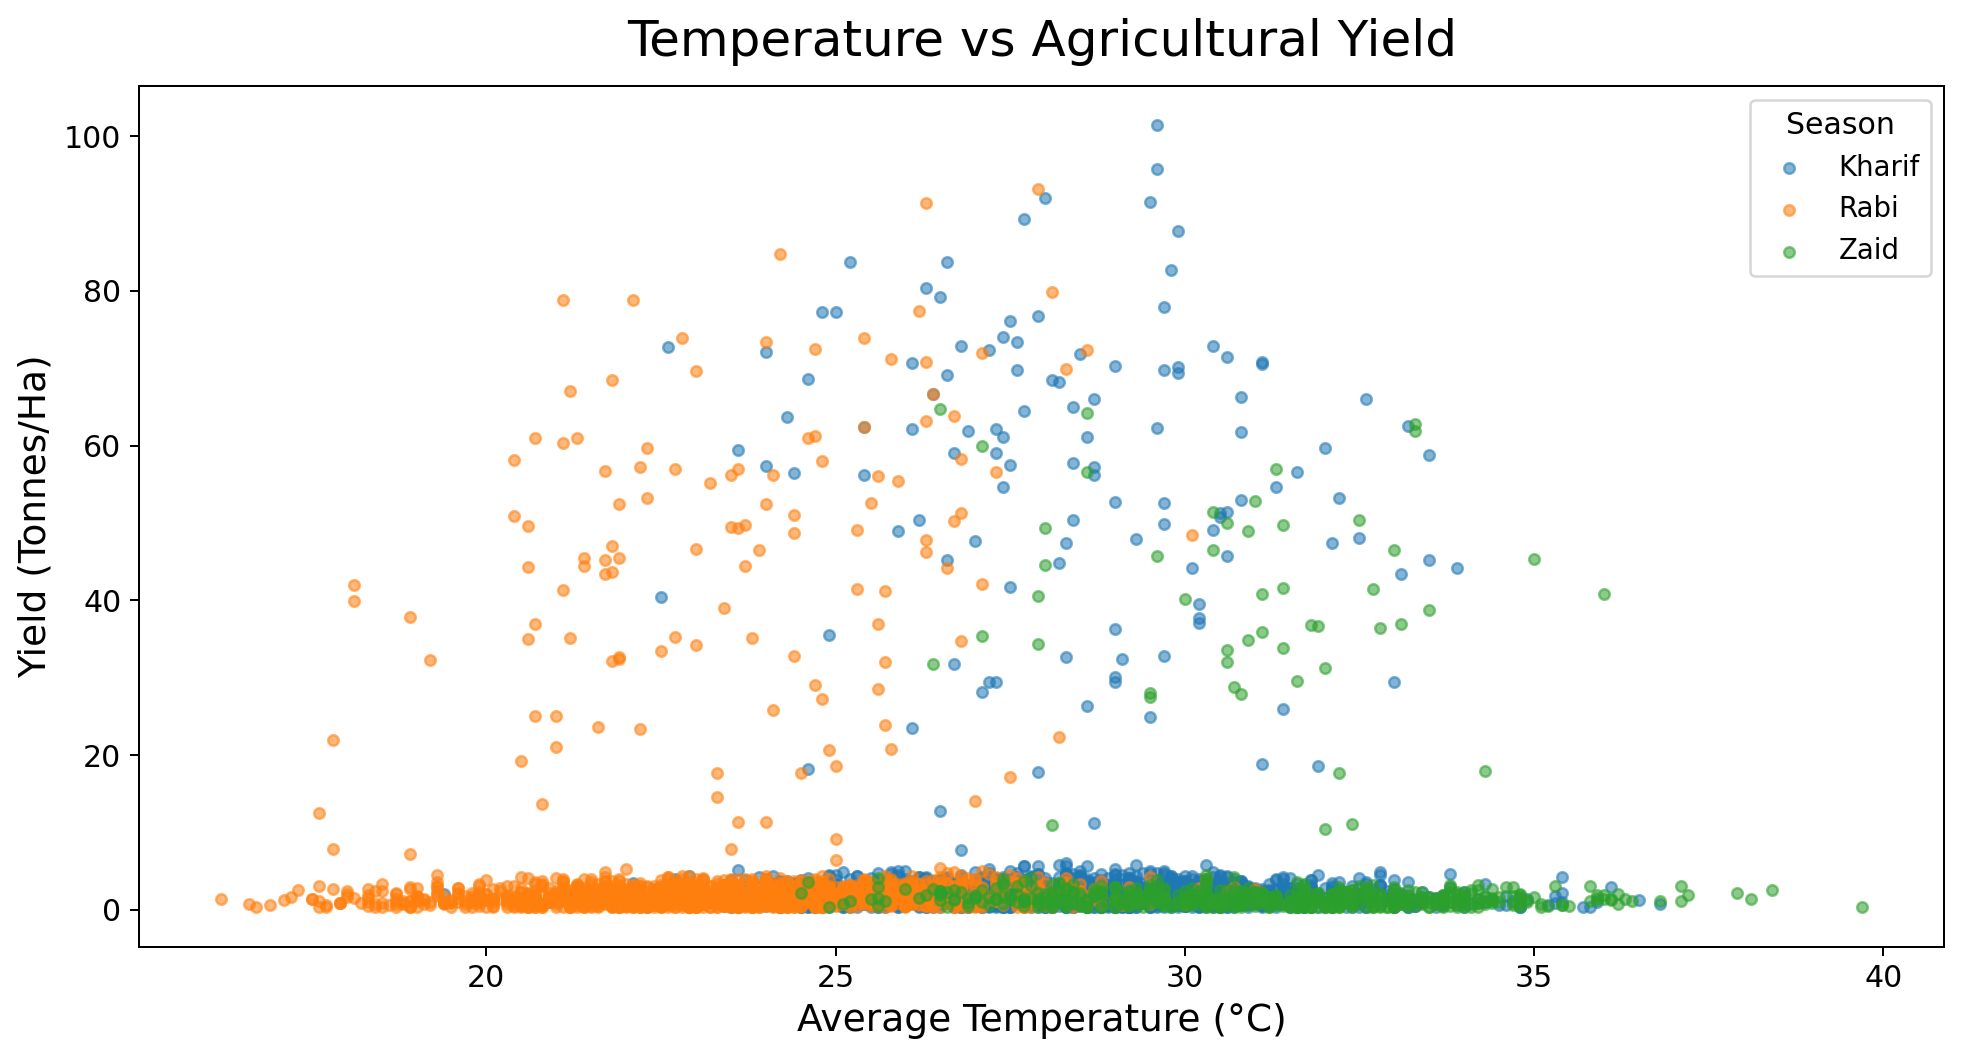 Temperature vs Agricultural Yield
Season
Kharif
Rabi
Zaid
Yield (Tonnes/Ha)
100
80
60
40
20
0
20
25
30
35
40
Average Temperature (°C)